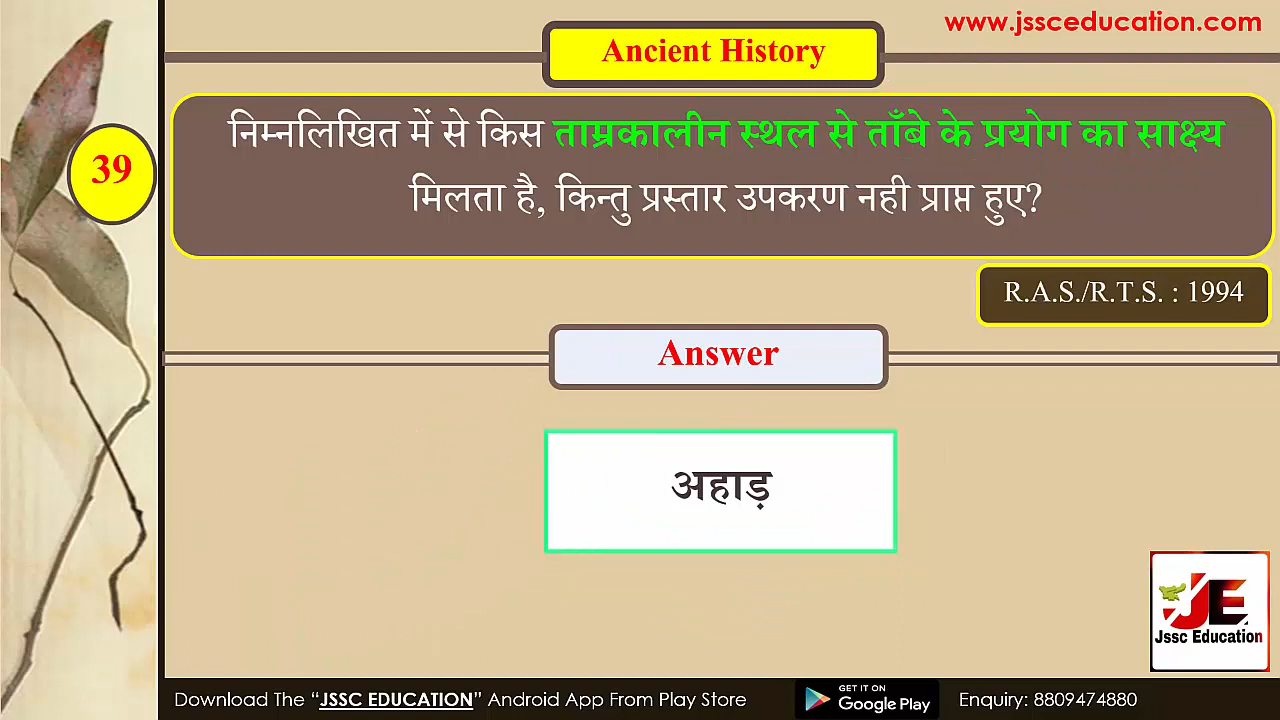 www.jssceducation.com
Ancient History
39
निम्नलिखित में से किस ताम्रकालीन स्थल से ताँबे के प्रयोग का साक्ष्य
मिलता है, किन्तु प्रस्तार उपकरण नही प्राप्त हुए?
R.A.S./R.T.S. : 1994
Answer
अहाड़
JE
Jssc Education
Download The “JSSC EDUCATION” Android App From Play Store
GET IT ON
Google Play
Enquiry: 8809474880